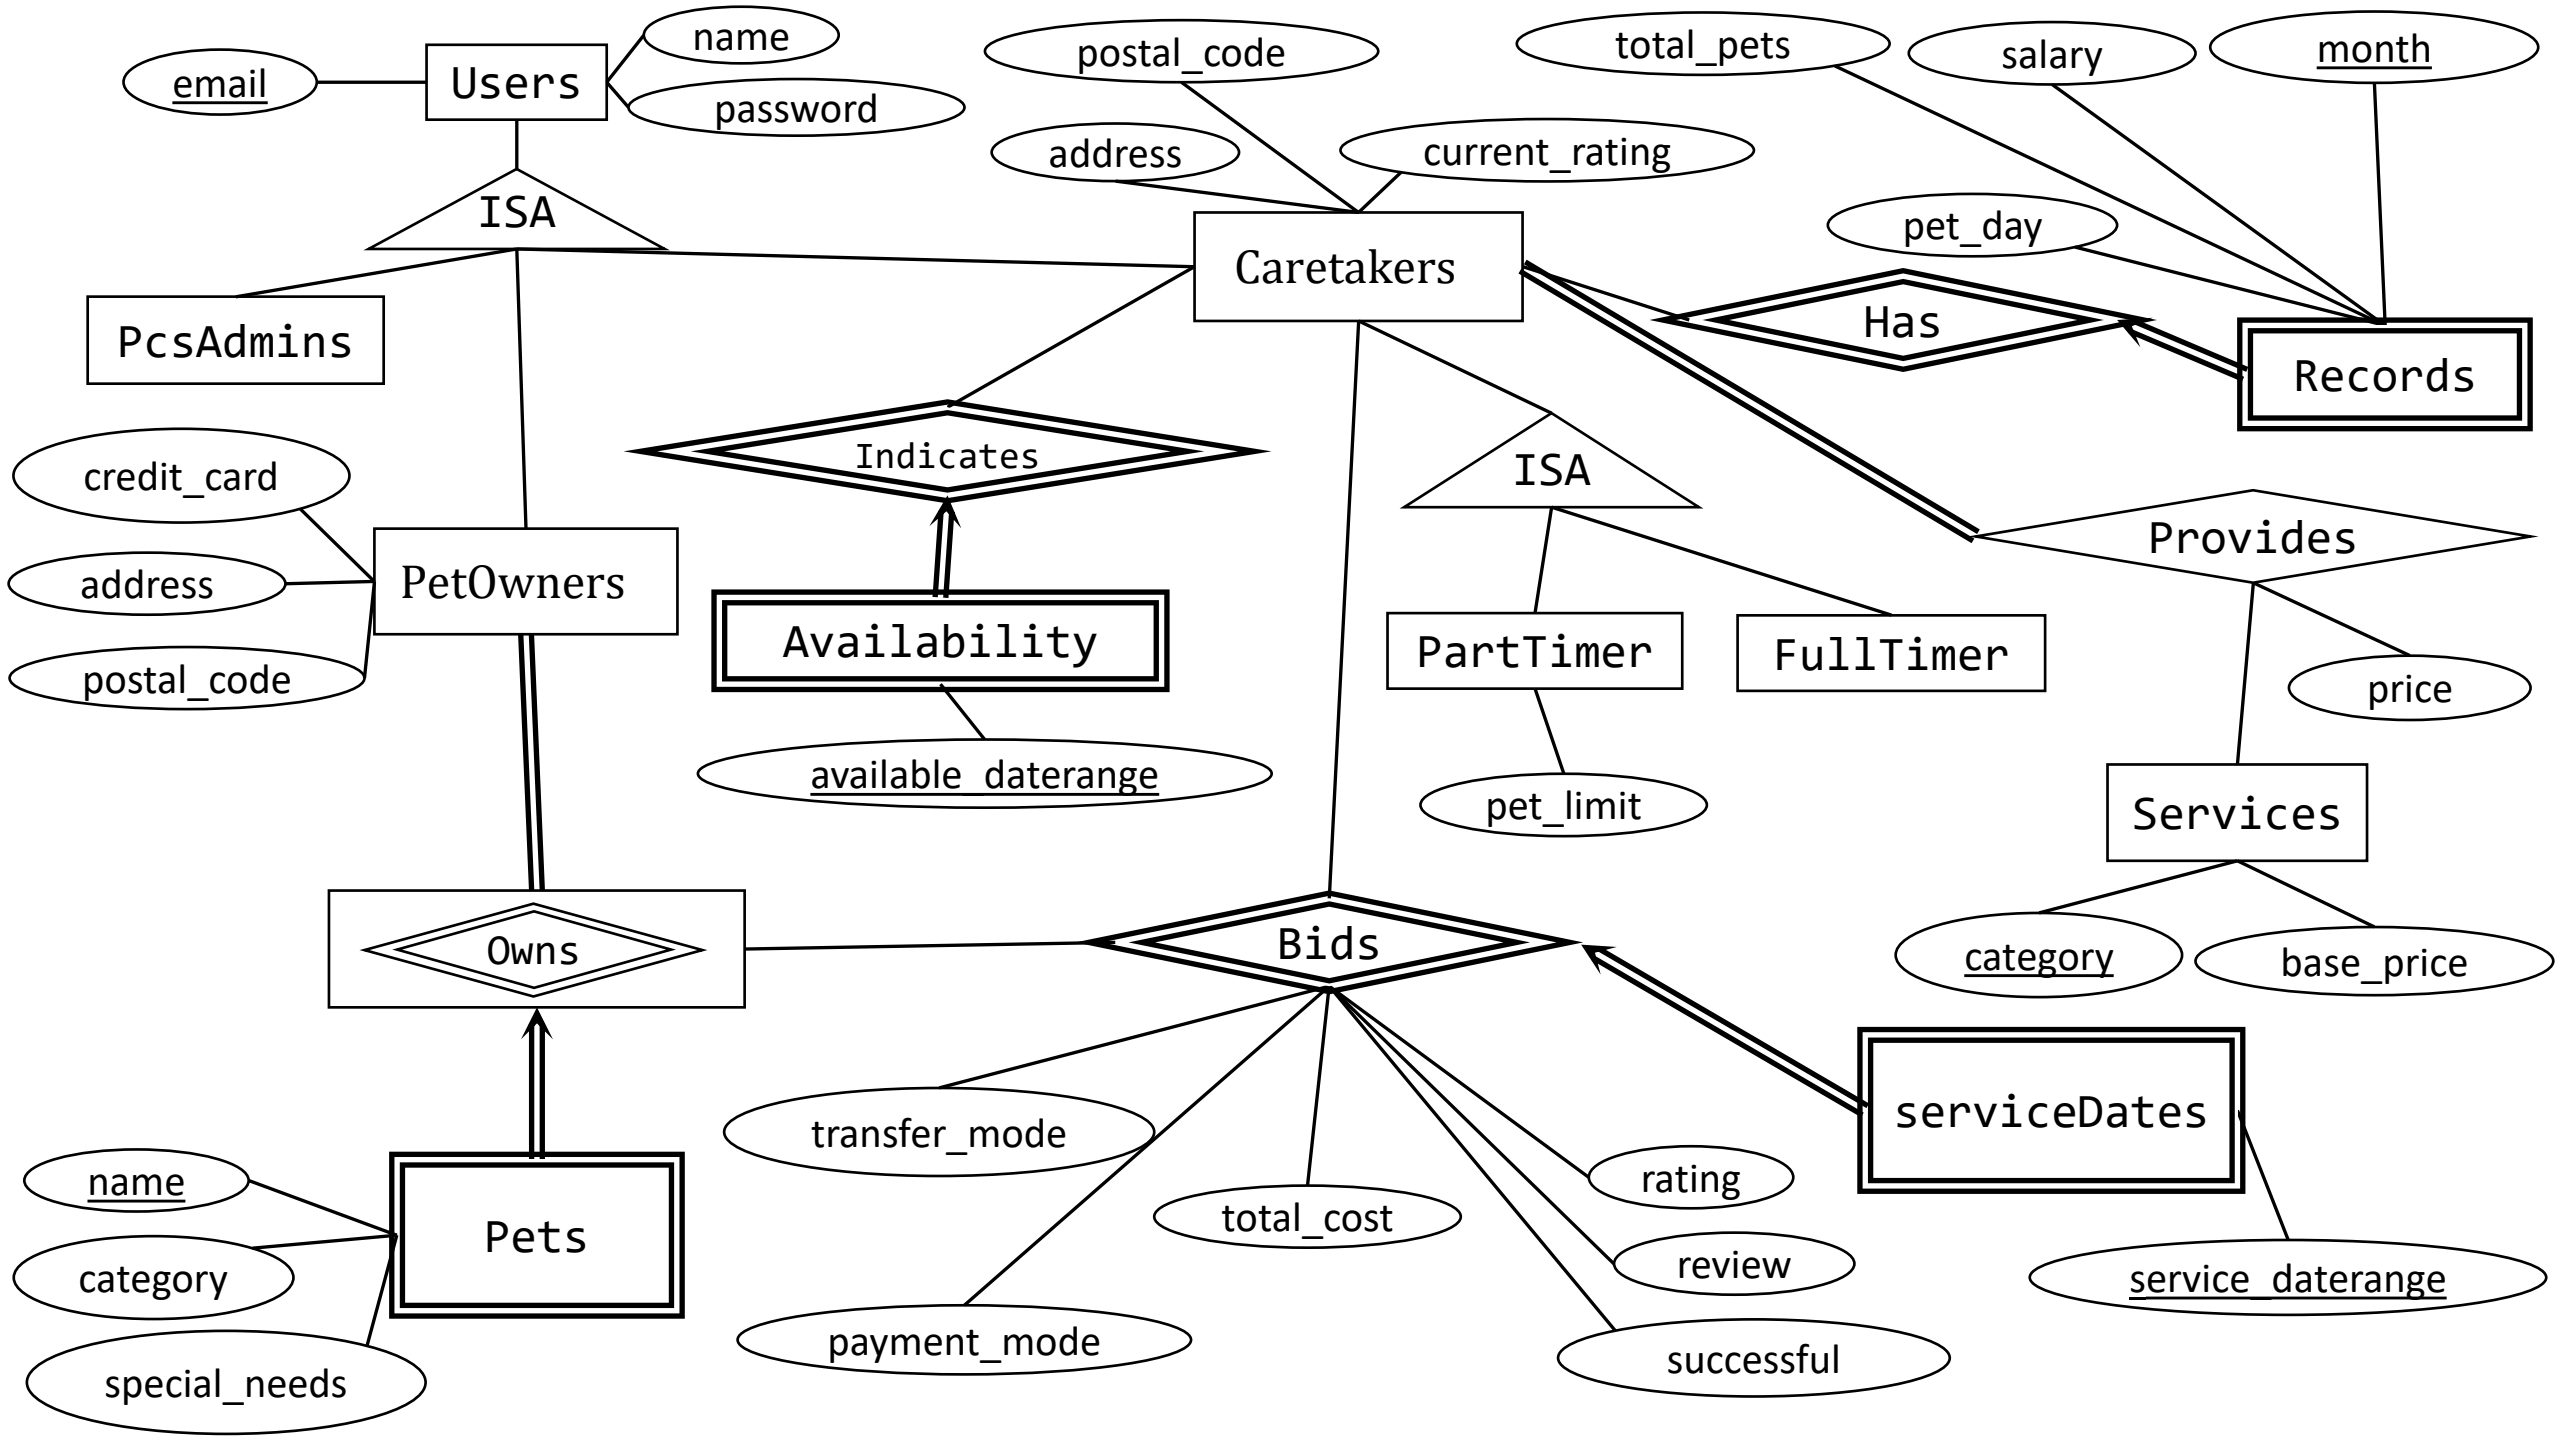 name
email
Users
password
postal_code
total_pets
salary
month
address
current_rating
ISA
pet_day
Caretakers
Has
PcsAdmins
Records
credit_card
Indicates
ISA
Provides
address
PetOwners
Availability
PartTimer
FullTimer
postal_code
price
available_daterange
pet_limit
Services
Owns
Bids
category
base_price
transfer_mode
serviceDates
name
rating
Pets
total_cost
category
review
service_daterange
special_needs
payment_mode
successful